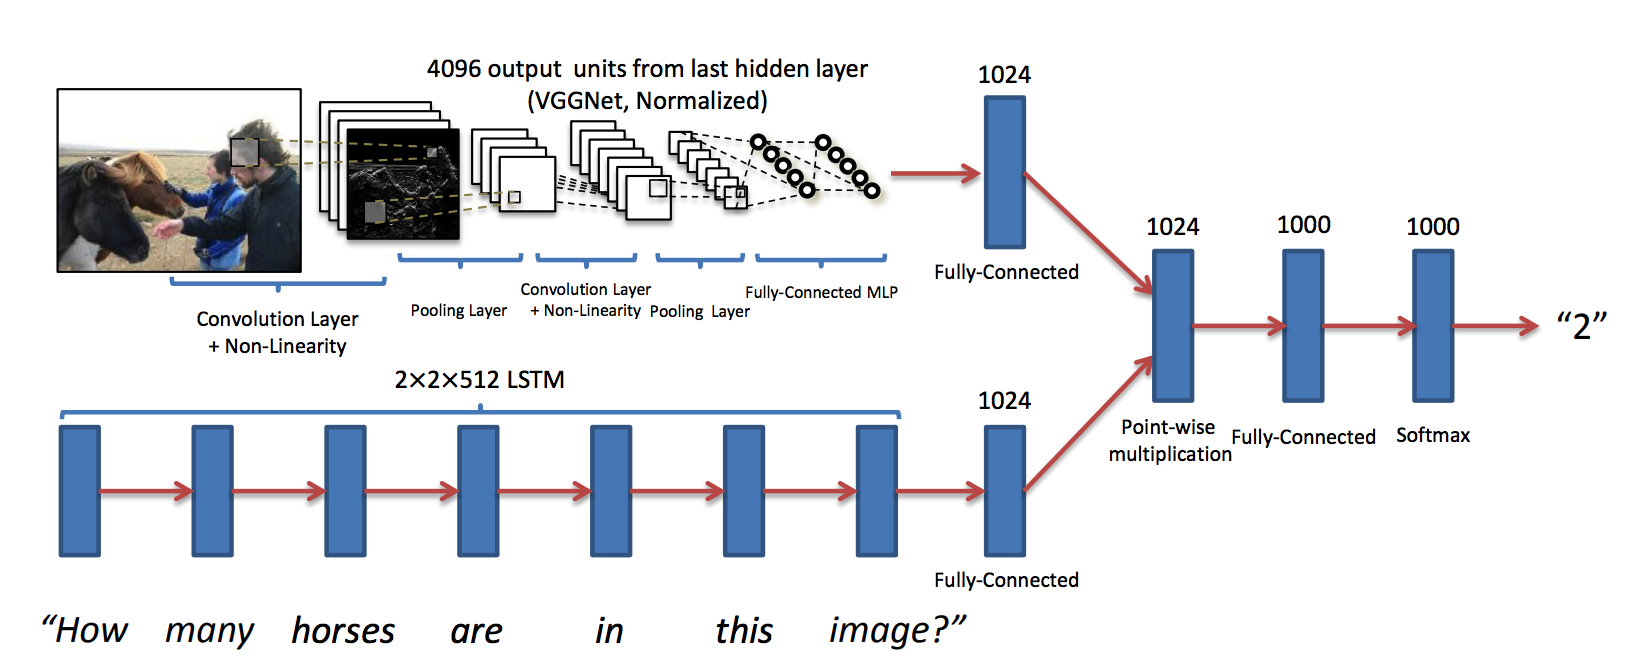 4096 output units from last hidden layer
(VGGNet, Normalized)
1024
Fully-Connected
Convolution Layer
+ Non-Linearity
Pooling Layer
Convolution Layer
+ Non-Linearity
Pooling Layer
Fully-Connected MLP
2×2×512 LSTM
1024
Fully-Connected
1024
Point-wise
multiplication
1000
Fully-Connected
1000
Softmax
“2”
“How many horses are in this image?”